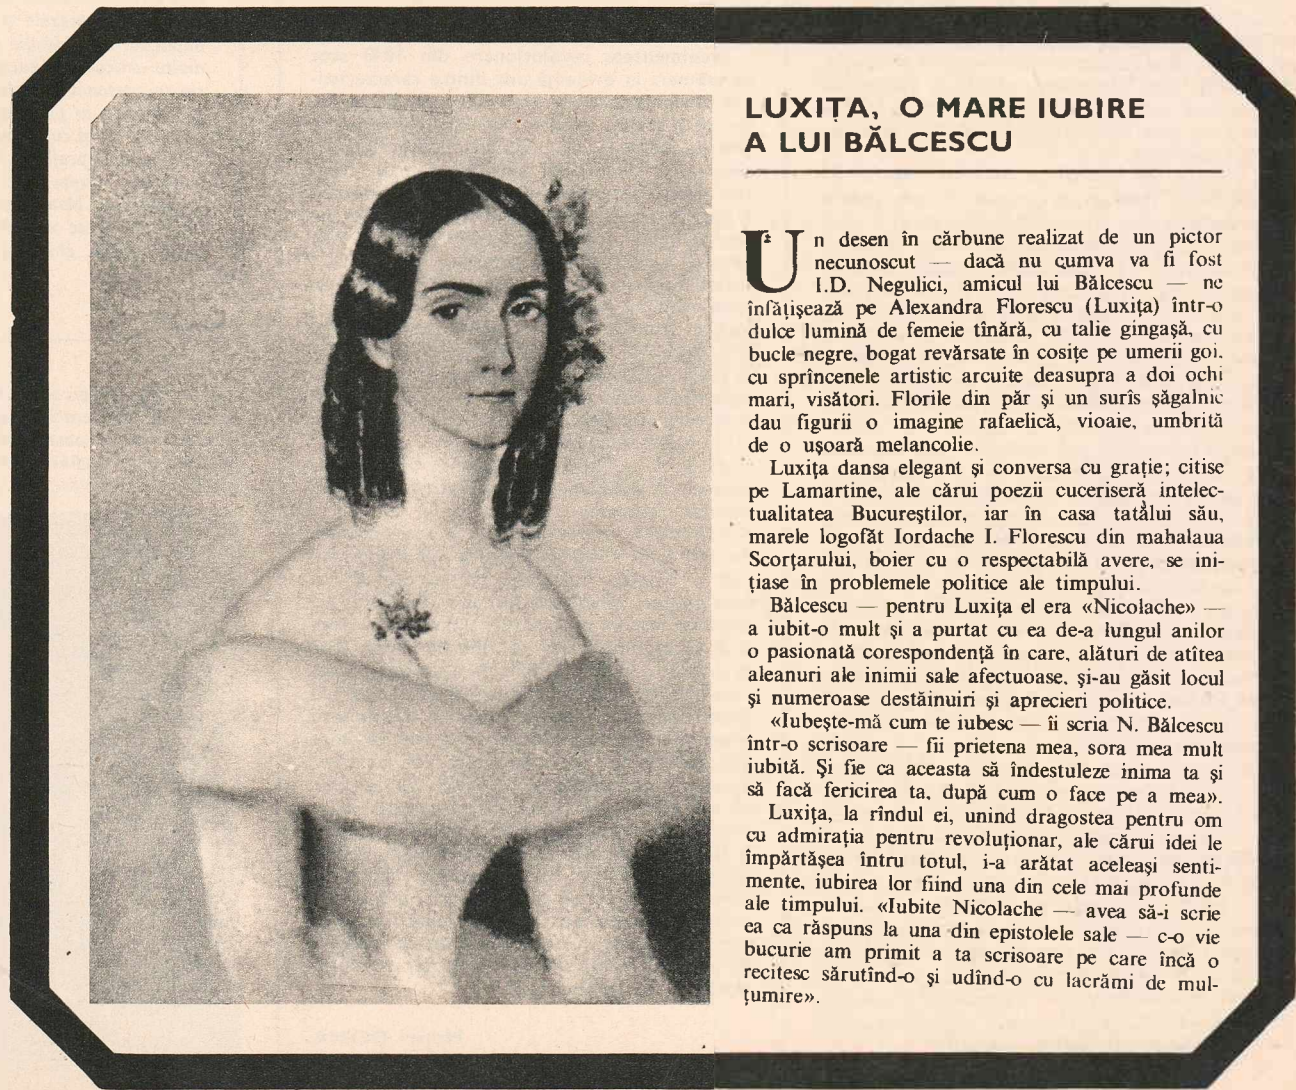 LUXIȚA, O MARE IUBIRE
A LUI BĂLCESCU
Un desen în cărbune realizat de un pictor
necunoscut — dacă nu cumva va fi fost
I.D. Negulici, amicul lui Bălcescu — ne
înfățișează pe Alexandra Florescu (Luxița) într-o
dulce lumină de femeie tînără, cu talie gingașă, cu
bucle negre, bogat revărsate în cosițe pe umerii goi.
cu sprîncenele artistic arcuite deasupra a doi ochi
mari, visători. Florile din păr și un surîs șăgalnic
dau figurii o imagine rafaelică, vioaie, umbrită
de o ușoară melancolie.
Luxița dansa elegant și conversa cu grație; citise
pe Lamartine, ale cărui poezii cuceriseră intelec-
tualitatea Bucureștilor, iar în casa tatălui său,
marele logofăt Iordache I. Florescu din mahalaua
Scorțarului, boier cu o respectabilă avere, se ini-
țiase în problemele politice ale timpului.
Bălcescu — pentru Luxița el era «Nicolache» —
a iubit-o mult și a purtat cu ea de-a lungul anilor
o pasionată corespondență în care, alături de atîtea
aleanuri ale inimii sale afectuoase, și-au găsit locul
și numeroase destăinuiri și aprecieri politice.
«Iubește-mă cum te iubesc — îi scria N. Bălcescu
într-o scrisoare — fii prietena mea, sora mea mult
iubită. Și fie ca aceasta să îndestuleze inima ta și
să facă fericirea ta, după cum o face pe a mea».
Luxița, la rîndul ei, unind dragostea pentru om
cu admirația pentru revoluționar, ale cărui idei le
împărtășea întru totul, i-a arătat aceleași senti-
mente, iubirea lor fiind una din cele mai profunde
ale timpului. «Iubite Nicolache — avea să-i scrie
ea ca răspuns la una din epistolele sale — c-o vie
bucurie am primit a ta scrisoare pe care încă o
recitesc sărutînd-o și udînd-o cu lacrămi de mul-
țumire».